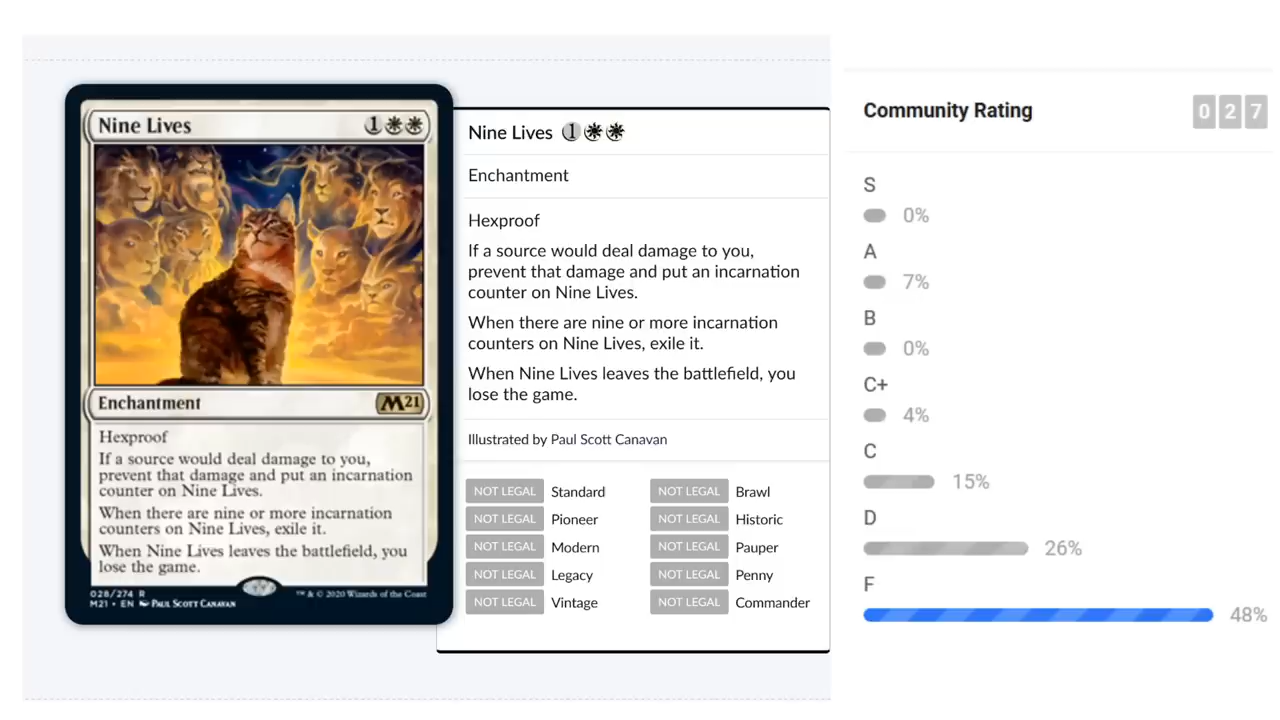 Nine Lives 1
Enchantment
M21
Hexproof
If a source would deal damage to you,
prevent that damage and put an incarnation
counter on Nine Lives.
When there are nine or more incarnation
counters on Nine Lives, exile it.
When Nine Lives leaves the battlefield, you
lose the game.
028/274 R
M21 • EN PAUL SCOTT CANAVAN
™ & © 2020 Wizards of the Coast
Nine Lives 1
Enchantment
Hexproof
If a source would deal damage to you,
prevent that damage and put an incarnation
counter on Nine Lives.
When there are nine or more incarnation
counters on Nine Lives, exile it.
When Nine Lives leaves the battlefield, you
lose the game.
Illustrated by Paul Scott Canavan
NOT LEGAL Standard NOT LEGAL Brawl
NOT LEGAL Pioneer NOT LEGAL Historic
NOT LEGAL Modern NOT LEGAL Pauper
NOT LEGAL Legacy NOT LEGAL Penny
NOT LEGAL Vintage NOT LEGAL Commander
Community Rating 0 2 7
S
0%
A
7%
B
0%
C+
4%
C
15%
D
26%
F
48%